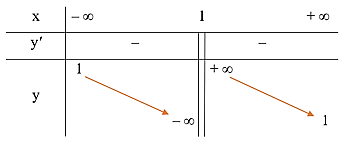 x − ∞ 1 + ∞
y′ − −
1 + ∞
y
− ∞ 1